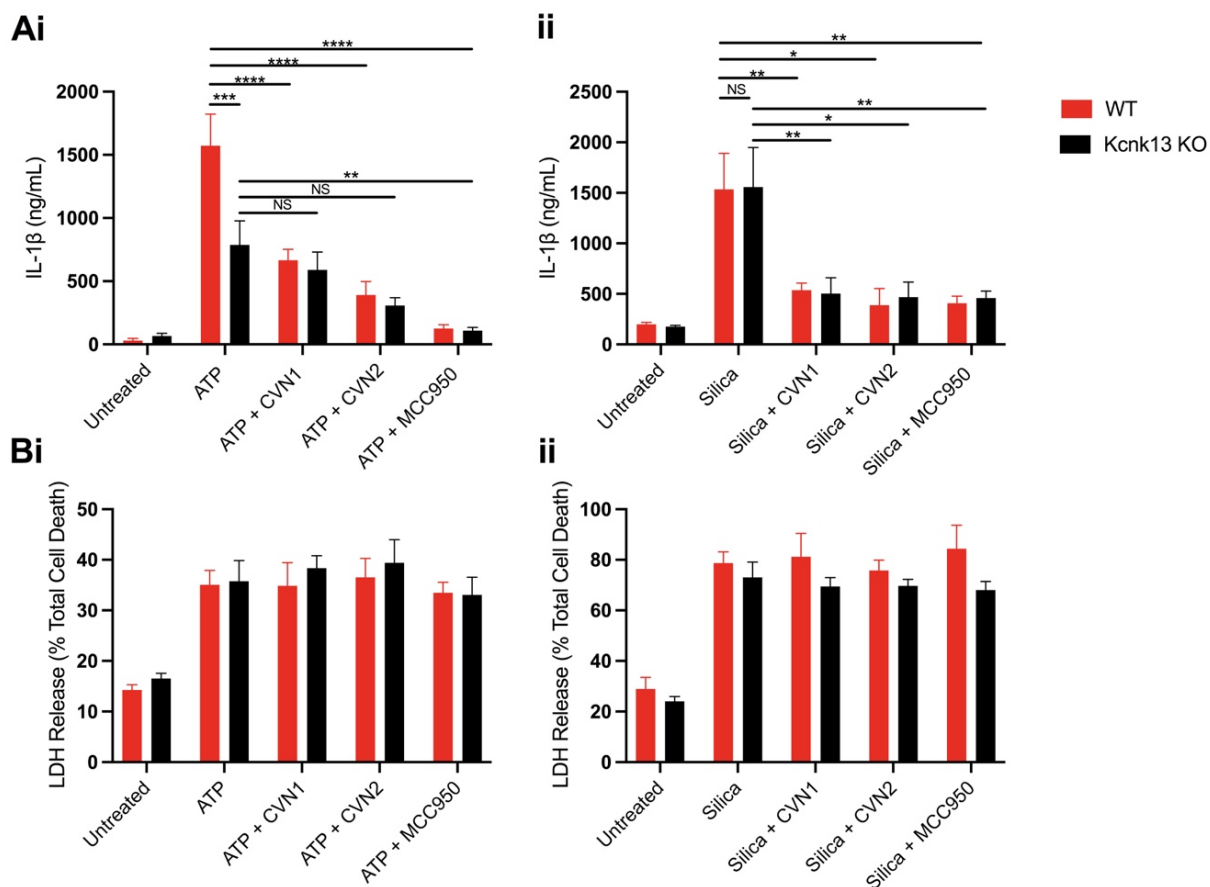 Ai
****
****
****
***
**
NS
NS
IL-1β (ng/mL)
2000
1500
1000
500
0
Untreated
ATP
ATP + CVN1
ATP + CVN2
ATP + MCC950
ii
**
*
**
NS
**
*
**
IL-1β (ng/mL)
2500
2000
1500
1000
500
0
Untreated
Silica
Silica + CVN1
Silica + CVN2
Silica + MCC950
WT
Kcnk13 KO
Bi
LDH Release (% Total Cell Death)
50
40
30
20
10
0
Untreated
ATP
ATP + CVN1
ATP + CVN2
ATP + MCC950
ii
LDH Release (% Total Cell Death)
100
80
60
40
20
0
Untreated
Silica
Silica + CVN1
Silica + CVN2
Silica + MCC950